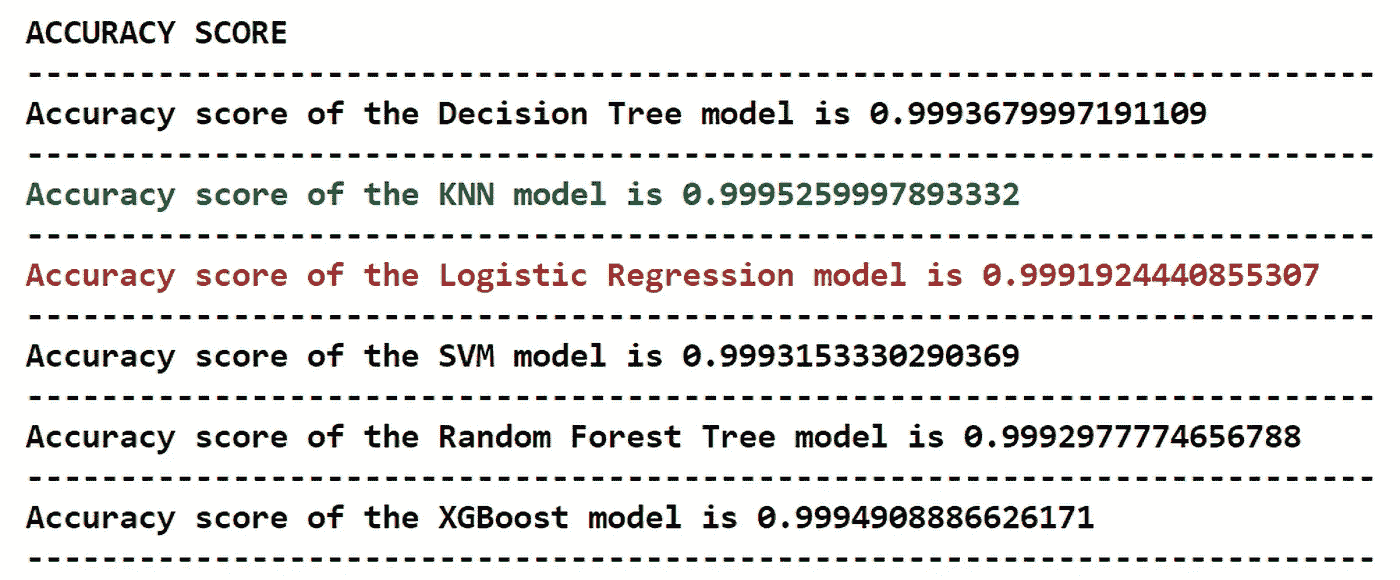 ACCURACY SCORE
--------------------------------------------------------------------------------
Accuracy score of the Decision Tree model is 0.9993679997191109
--------------------------------------------------------------------------------
Accuracy score of the KNN model is 0.9995259997893332
--------------------------------------------------------------------------------
Accuracy score of the Logistic Regression model is 0.9991924440855307
--------------------------------------------------------------------------------
Accuracy score of the SVM model is 0.9993153330290369
--------------------------------------------------------------------------------
Accuracy score of the Random Forest Tree model is 0.9992977774656788
--------------------------------------------------------------------------------
Accuracy score of the XGBoost model is 0.9994908886626171
--------------------------------------------------------------------------------